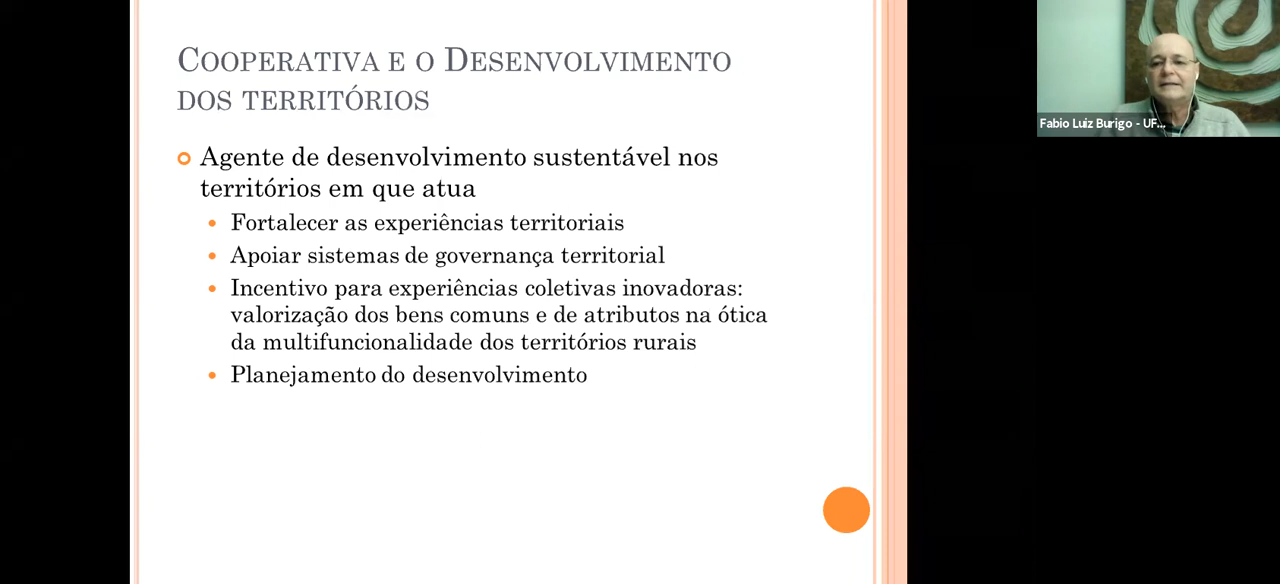 COOPERATIVA E O DESENVOLVIMENTO
DOS TERRITÓRIOS
Agente de desenvolvimento sustentável nos
territórios em que atua
Fortalecer as experiências territoriais
Apoiar sistemas de governança territorial
Incentivo para experiências coletivas inovadoras:
valorização dos bens comuns e de atributos na ótica
da multifuncionalidade dos territórios rurais
Planejamento do desenvolvimento
Fabio Luiz Burigo - UF...